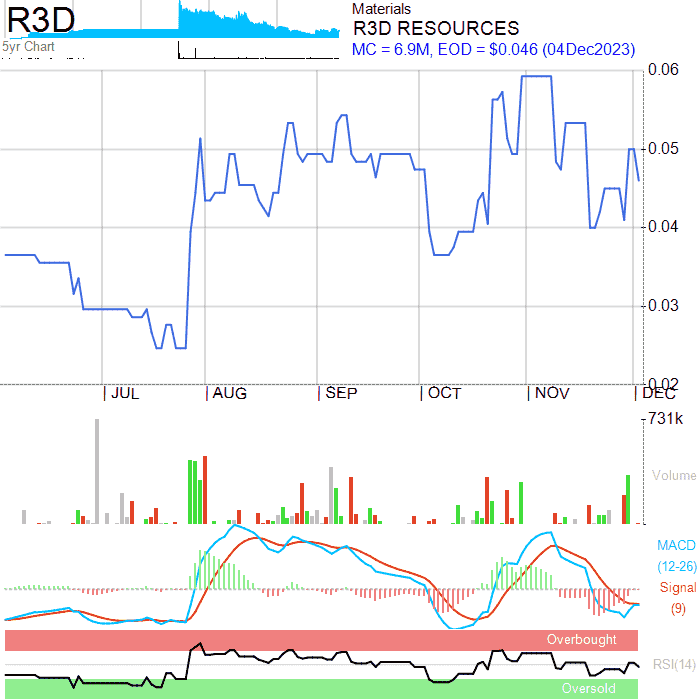 R3D
5yr Chart
Materials
R3D RESOURCES
MC = 6.9M, EOD = $0.046 (04Dec2023)
0.06
0.05
0.04
0.03
0.02
JUL AUG SEP OCT NOV DEC
731k
Volume
MACD
(12-26)
Signal
(9)
Overbought
RSI(14)
Oversold